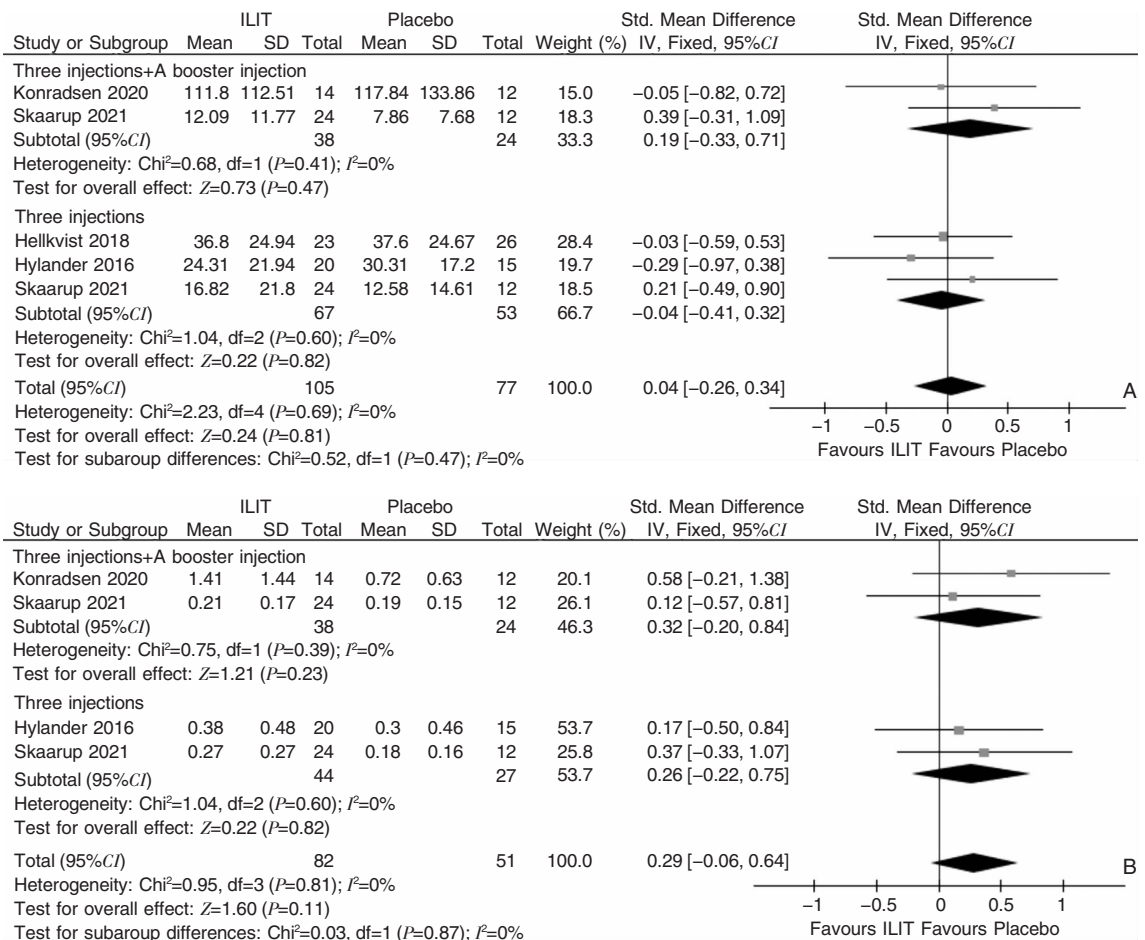 ILIT Placebo Std. Mean Difference Std. Mean Difference
Study or Subgroup Mean SD Total Mean SD Total Weight (%) IV, Fixed, 95%CI IV, Fixed, 95%CI
Three injections+A booster injection
Konradsen 2020 111.8 112.51 14 117.84 133.86 12 15.0 −0.05 [−0.82, 0.72]
Skaarup 2021 12.09 11.77 24 7.86 7.68 12 18.3 0.39 [−0.31, 1.09]
Subtotal (95%CI) 38 24 33.3 0.19 [−0.33, 0.71]
Heterogeneity: Chi²=0.68, df=1 (P=0.41); I²=0%
Test for overall effect: Z=0.73 (P=0.47)
Three injections
Hellkvist 2018 36.8 24.94 23 37.6 24.67 26 28.4 −0.03 [−0.59, 0.53]
Hylander 2016 24.31 21.94 20 30.31 17.2 15 19.7 −0.29 [−0.97, 0.38]
Skaarup 2021 16.82 21.8 24 12.58 14.61 12 18.5 0.21 [−0.49, 0.90]
Subtotal (95%CI) 67 53 66.7 −0.04 [−0.41, 0.32]
Heterogeneity: Chi²=1.04, df=2 (P=0.60); I²=0%
Test for overall effect: Z=0.22 (P=0.82)
Total (95%CI) 105 77 100.0 0.04 [−0.26, 0.34] A
Heterogeneity: Chi²=2.23, df=4 (P=0.69); I²=0%
Test for overall effect: Z=0.24 (P=0.81) −1 −0.5 0 0.5 1
Test for subaroup differences: Chi²=0.52, df=1 (P=0.47); I²=0% Favours ILIT Favours Placebo
ILIT Placebo Std. Mean Difference Std. Mean Difference
Study or Subgroup Mean SD Total Mean SD Total Weight (%) IV, Fixed, 95%CI IV, Fixed, 95%CI
Three injections+A booster injection
Konradsen 2020 1.41 1.44 14 0.72 0.63 12 20.1 0.58 [−0.21, 1.38]
Skaarup 2021 0.21 0.17 24 0.19 0.15 12 26.1 0.12 [−0.57, 0.81]
Subtotal (95%CI) 38 24 46.3 0.32 [−0.20, 0.84]
Heterogeneity: Chi²=0.75, df=1 (P=0.39); I²=0%
Test for overall effect: Z=1.21 (P=0.23)
Three injections
Hylander 2016 0.38 0.48 20 0.3 0.46 15 53.7 0.17 [−0.50, 0.84]
Skaarup 2021 0.27 0.27 24 0.18 0.16 12 25.8 0.37 [−0.33, 1.07]
Subtotal (95%CI) 44 27 53.7 0.26 [−0.22, 0.75]
Heterogeneity: Chi²=1.04, df=2 (P=0.60); I²=0%
Test for overall effect: Z=0.22 (P=0.82)
Total (95%CI) 82 51 100.0 0.29 [−0.06, 0.64] B
Heterogeneity: Chi²=0.95, df=3 (P=0.81); I²=0%
Test for overall effect: Z=1.60 (P=0.11) −1 −0.5 0 0.5 1
Test for subaroup differences: Chi²=0.03, df=1 (P=0.87); I²=0% Favours ILIT Favours Placebo